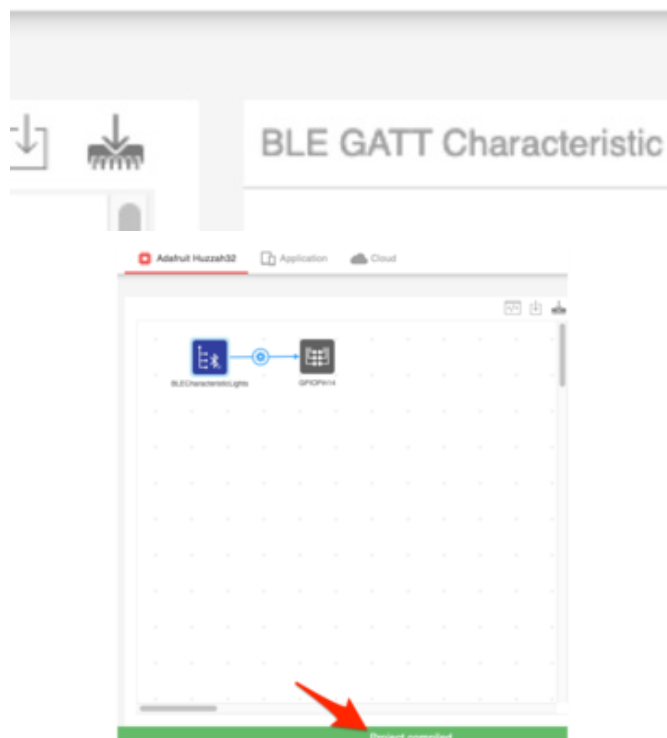 BLE GATT Characteristic
Adafruit Huzzah32
Application
Cloud
BLECharacteristicLights
GPIOPin14
Project compiled